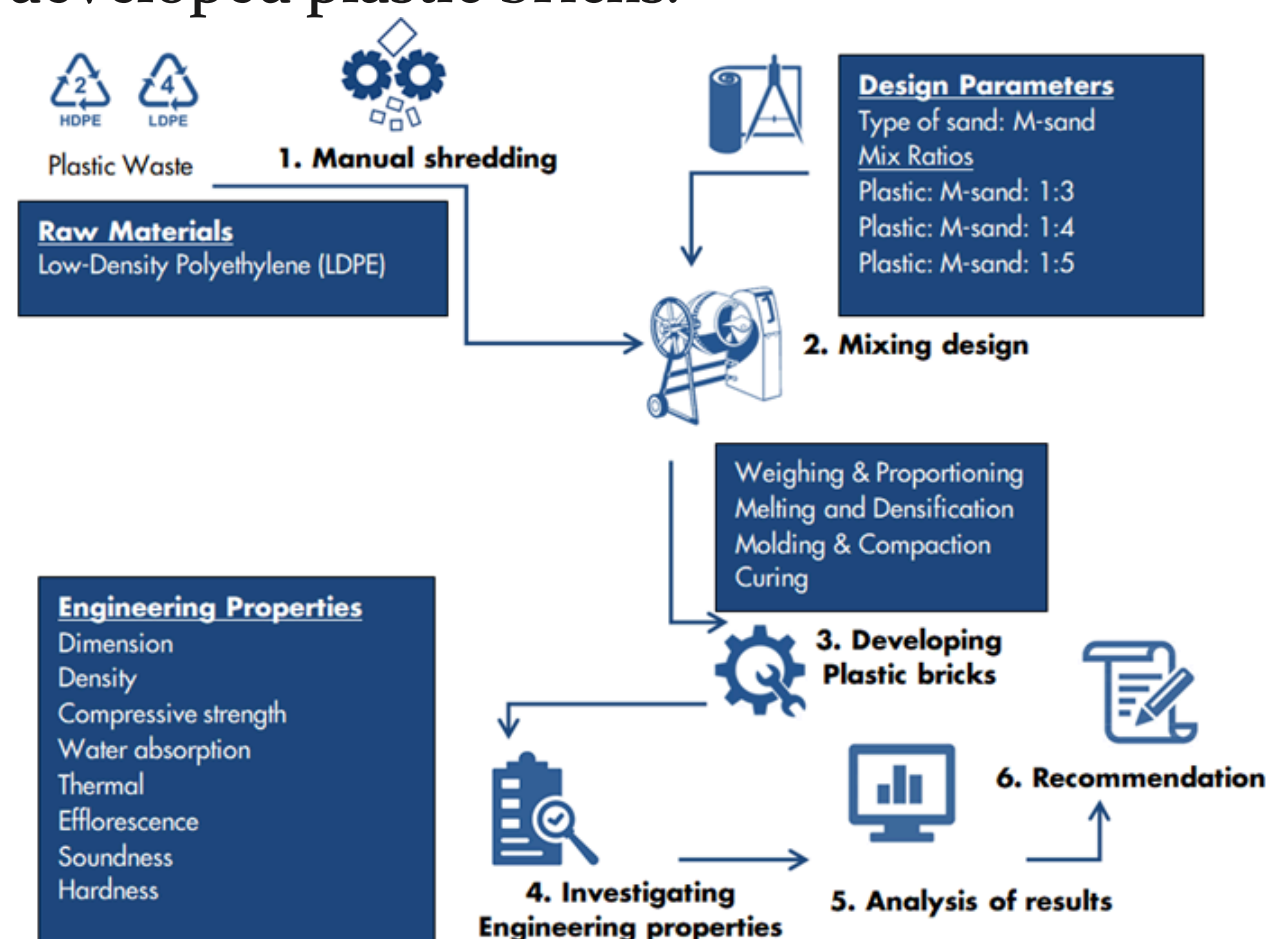 developed plastic bricks.
2
HDPE
4
LDPE
Plastic Waste
1. Manual shredding
Raw Materials
Low-Density Polyethylene (LDPE)
Design Parameters
Type of sand: M-sand
Mix Ratios
Plastic: M-sand: 1:3
Plastic: M-sand: 1:4
Plastic: M-sand: 1:5
2. Mixing design
Weighing & Proportioning
Melting and Densification
Molding & Compaction
Curing
3. Developing
Plastic bricks
Engineering Properties
Dimension
Density
Compressive strength
Water absorption
Thermal
Efflorescence
Soundness
Hardness
4. Investigating
Engineering properties
5. Analysis of results
6. Recommendation